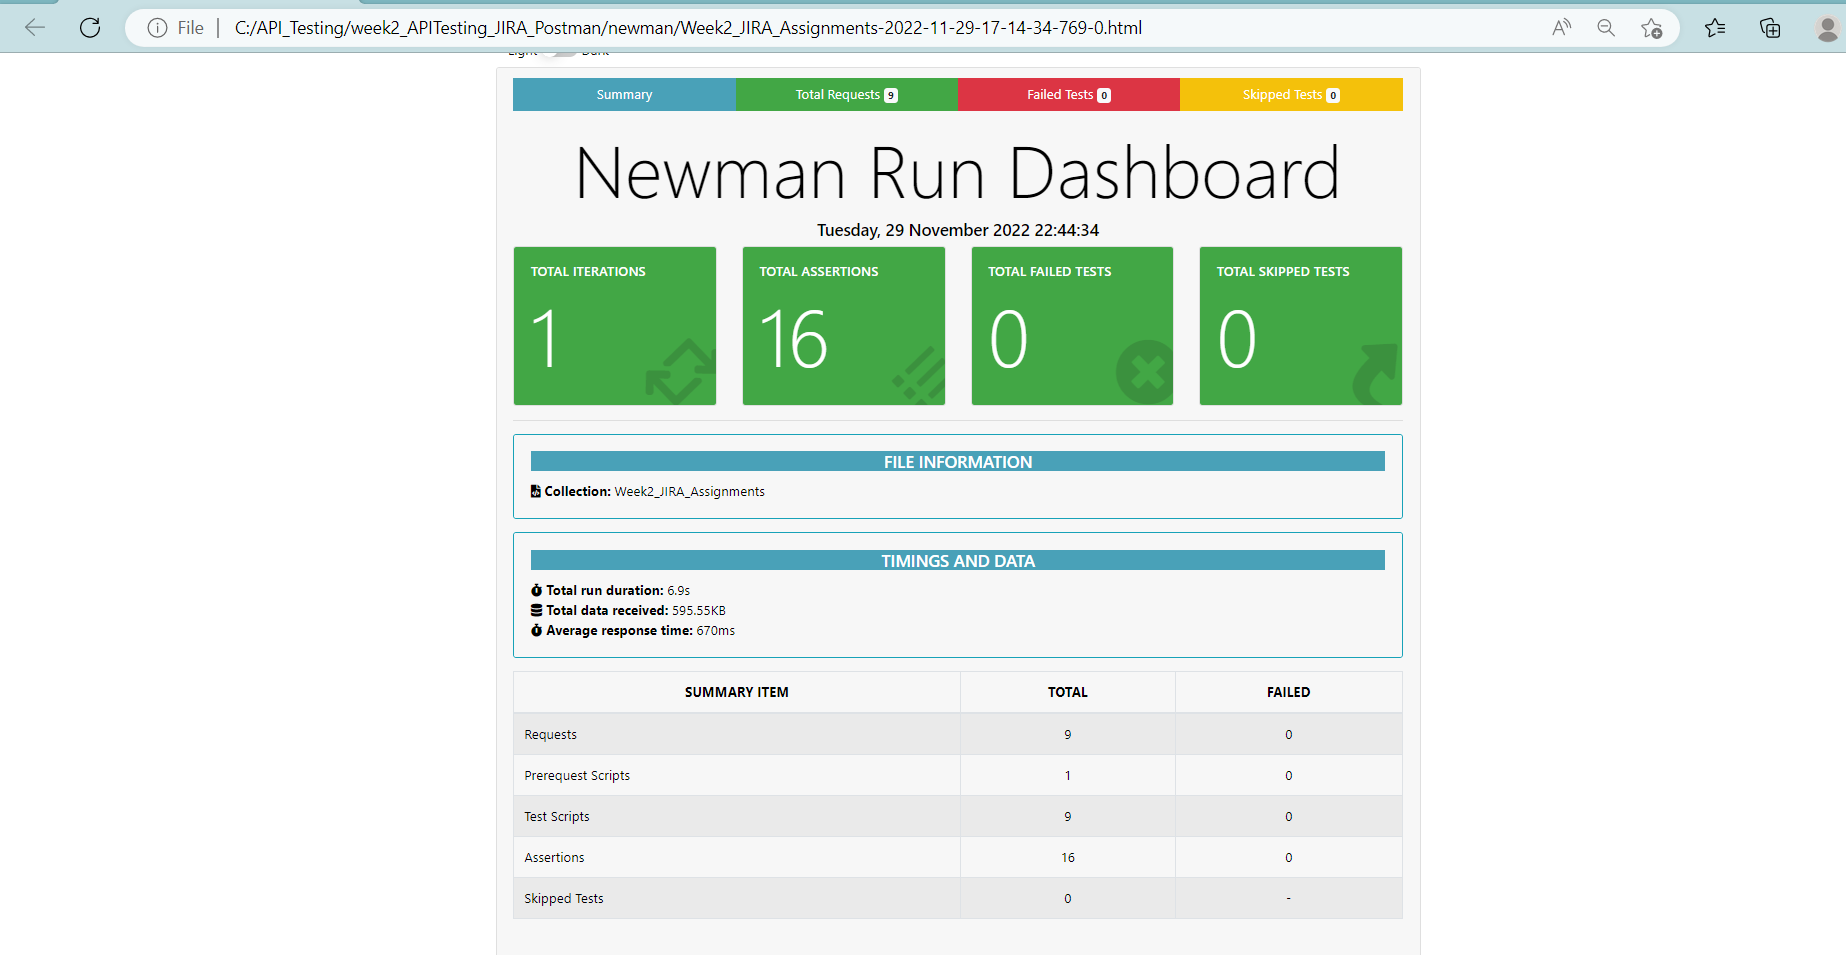 File | C:/API_Testing/week2_APITesting_JIRA_Postman/newman/Week2_JIRA_Assignments-2022-11-29-17-14-34-769-0.html
Light Dark
Summary Total Requests 9 Failed Tests 0 Skipped Tests 0
Newman Run Dashboard
Tuesday, 29 November 2022 22:44:34
TOTAL ITERATIONS TOTAL ASSERTIONS TOTAL FAILED TESTS TOTAL SKIPPED TESTS
1 16 0 0
FILE INFORMATION
Collection: Week2_JIRA_Assignments
TIMINGS AND DATA
Total run duration: 6.9s
Total data received: 595.55KB
Average response time: 670ms
SUMMARY ITEM TOTAL FAILED
Requests 9 0
Prerequest Scripts 1 0
Test Scripts 9 0
Assertions 16 0
Skipped Tests 0 -